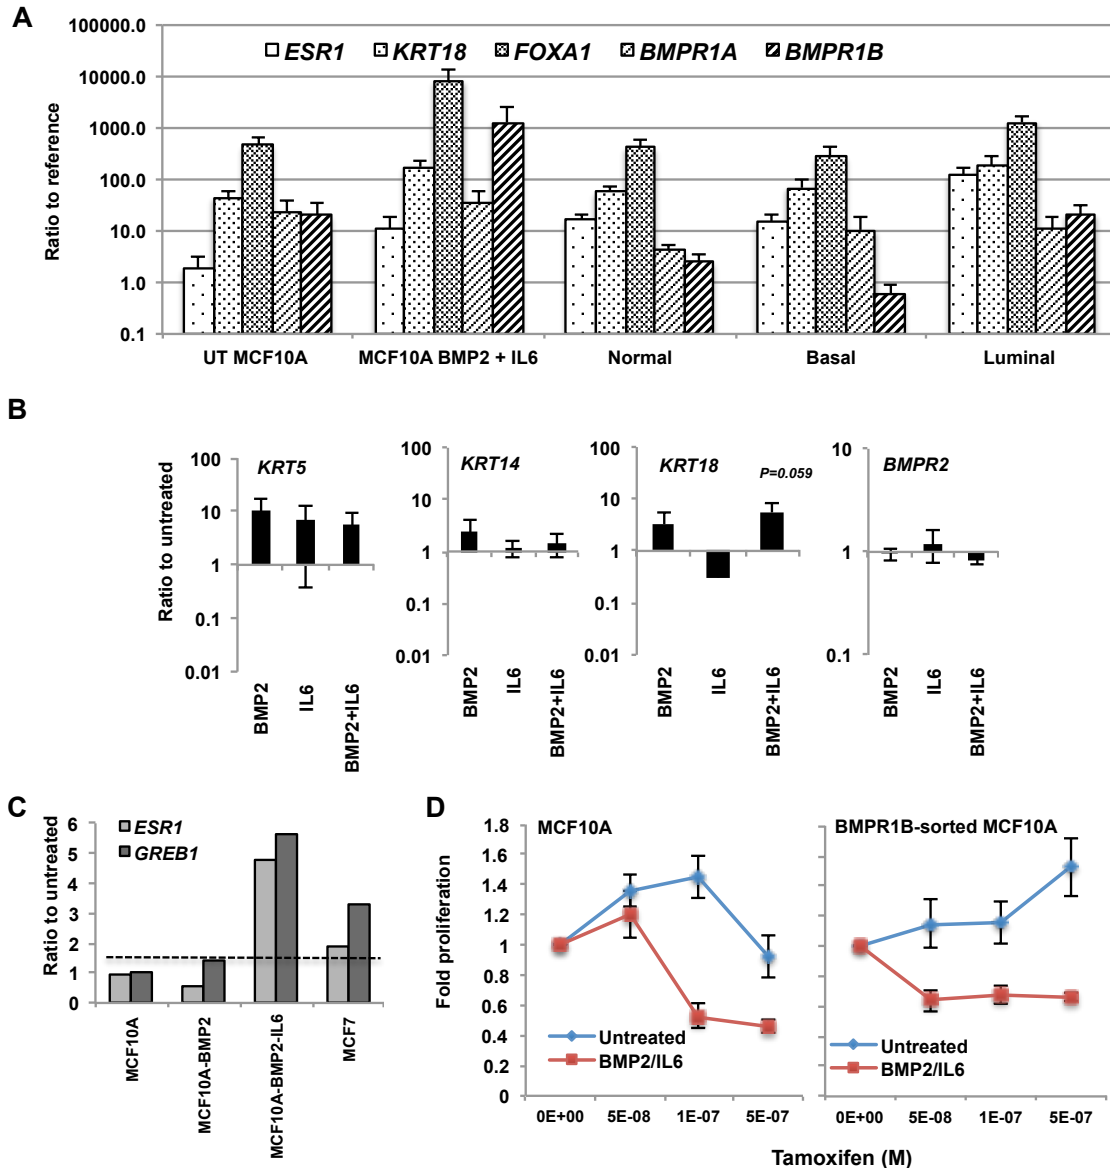 A
100000.0
10000.0
1000.0
100.0
10.0
1.0
0.1
Ratio to reference
ESR1 KRT18 FOXA1 BMPR1A BMPR1B
UT MCF10A MCF10A BMP2 + IL6 Normal Basal Luminal
B
Ratio to untreated
100
10
1
0.1
0.01
KRT5
BMP2
IL6
BMP2+IL6
100
10
1
0.1
0.01
KRT14
BMP2
IL6
BMP2+IL6
100
10
1
0.1
0.01
KRT18
P=0.059
BMP2
IL6
BMP2+IL6
10
1
0.1
BMPR2
BMP2
IL6
BMP2+IL6
C
Ratio to untreated
6
5
4
3
2
1
0
ESR1
GREB1
MCF10A
MCF10A-BMP2
MCF10A-BMP2-IL6
MCF7
D
Fold proliferation
1.8
1.6
1.4
1.2
1
0.8
0.6
0.4
0.2
0
MCF10A
Untreated
BMP2/IL6
0E+00 5E-08 1E-07 5E-07
BMPR1B-sorted MCF10A
Untreated
BMP2/IL6
0E+00 5E-08 1E-07 5E-07
Tamoxifen (M)